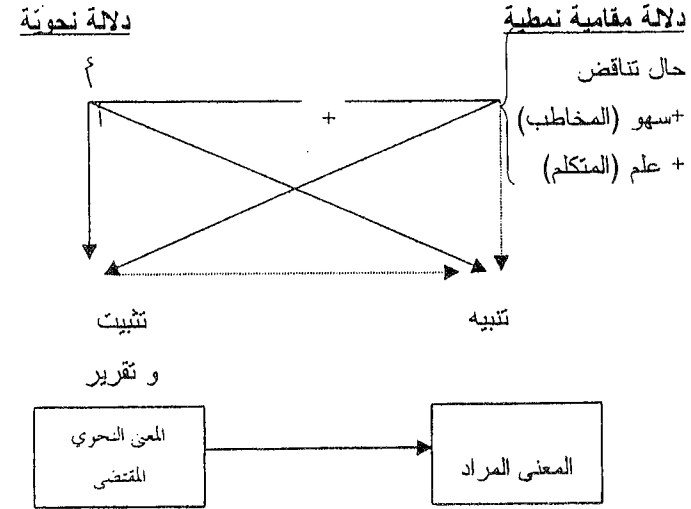 دلالة مقامية نمطية
دلالة نحويّة
حال تناقض
+سهو (المخاطب)
+ علم (المتكلم)
+
تنبيه
تثبيت
و تقرير
المعنى النحوي
المقتضى
المعنى المراد